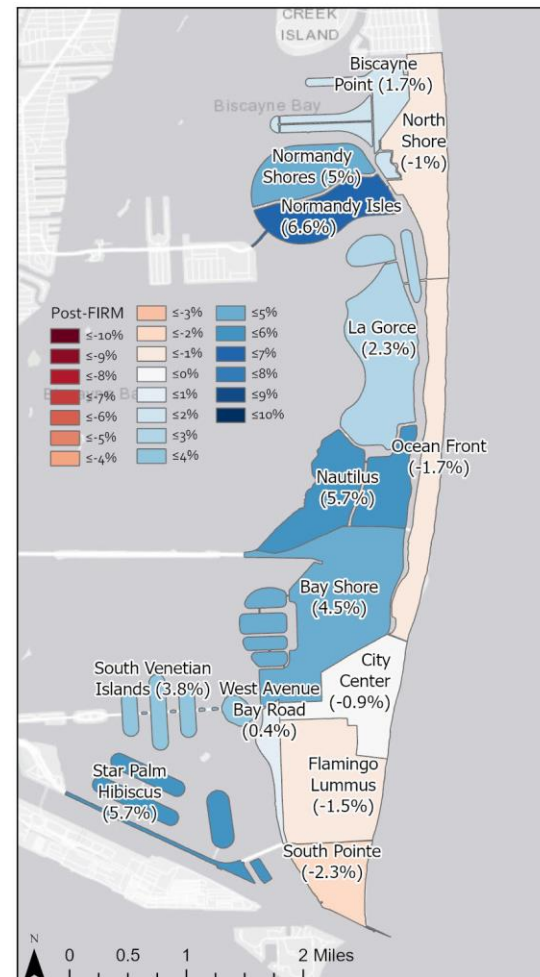 CREEK
ISLAND
Biscayne
Point (1.7%)
Biscayne Bay
North
Shore
(-1%)
Normandy
Shores (5%)
Normandy Isles
(6.6%)
Post-FIRM
≤-10%
≤-9%
≤-8%
≤-7%
≤-6%
≤-5%
≤-4%
≤-3%
≤-2%
≤-1%
≤0%
≤1%
≤2%
≤3%
≤4%
≤5%
≤6%
≤7%
≤8%
≤9%
≤10%
La Gorce
(2.3%)
Ocean Front
(-1.7%)
Nautilus
(5.7%)
Bay Shore
(4.5%)
City
Center
(-0.9%)
South Venetian
Islands (3.8%)
West Avenue
Bay Road
(0.4%)
Flamingo
Lummus
(-1.5%)
Star Palm
Hibiscus
(5.7%)
South Pointe
(-2.3%)
N
0 0.5 1 2 Miles